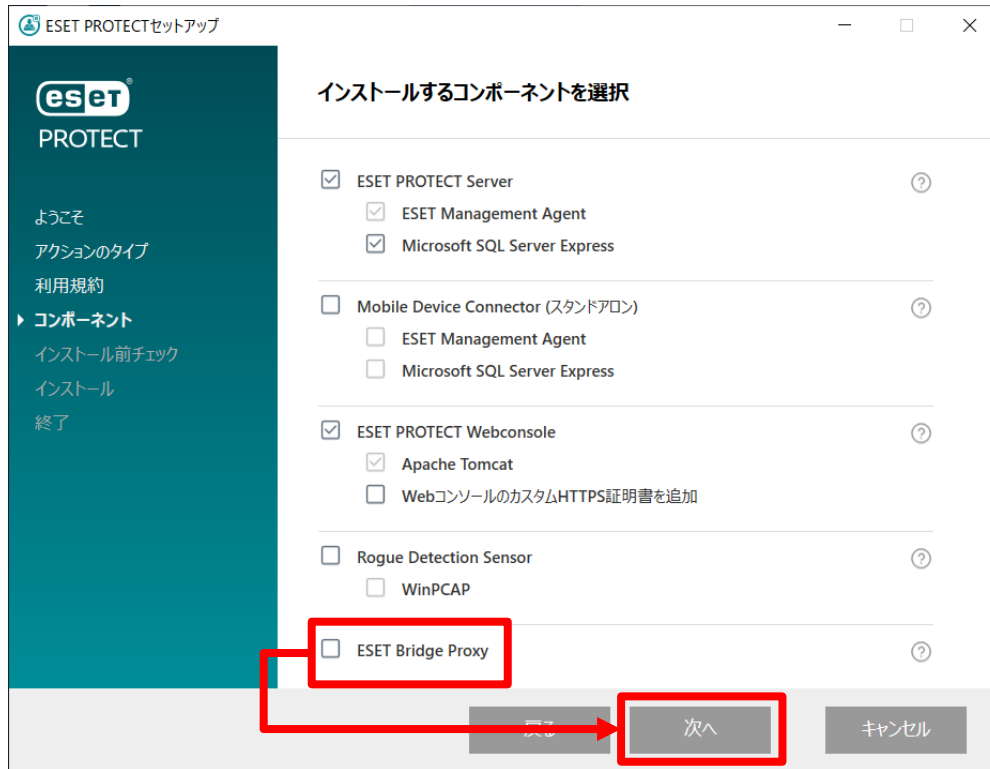 ESET PROTECTセットアップ
eset
PROTECT
ようこそ
アクションのタイプ
利用規約
コンポーネント
インストール前チェック
インストール
終了
インストールするコンポーネントを選択
ESET PROTECT Server
ESET Management Agent
Microsoft SQL Server Express
Mobile Device Connector (スタンドアロン)
ESET Management Agent
Microsoft SQL Server Express
ESET PROTECT Webconsole
Apache Tomcat
WebコンソールのカスタムHTTPS証明書を追加
Rogue Detection Sensor
WinPCAP
ESET Bridge Proxy
戻る
次へ
キャンセル